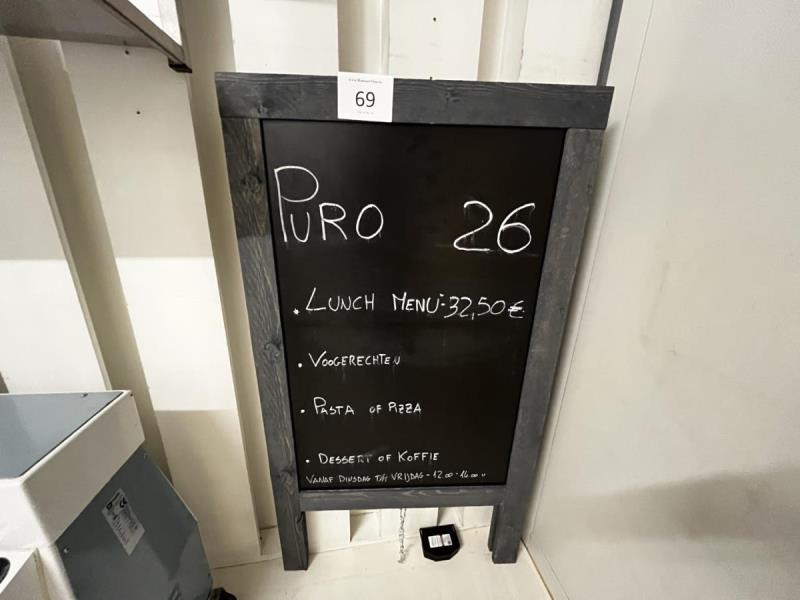 69
PURO 26
. LUNCH MENU - 32,50 €
. VOOGERECHTEN
. PASTA OF PIZZA
. DESSERT OF KOFFIE
VANAF DINSDAG T/M VRIJDAG - 12.00 - 16.00 u